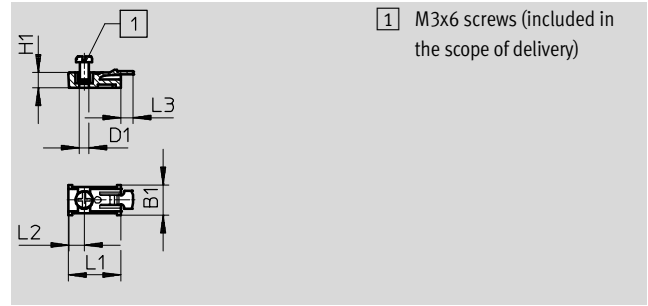 1
H1
L3
D1
B1
L2
L1
1 M3x6 screws (included in
the scope of delivery)